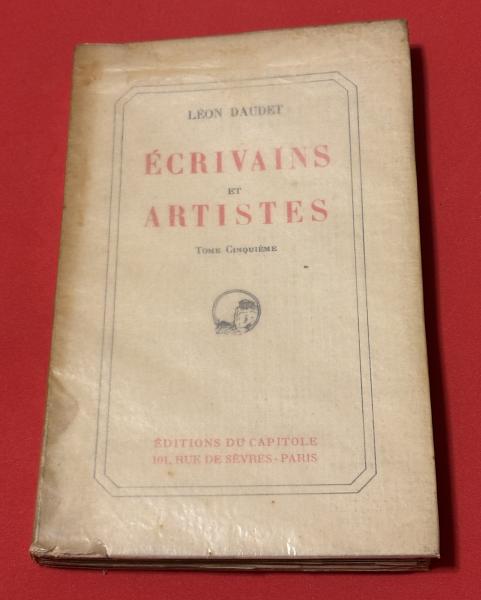 LÉON DAUDET
ÉCRIVAINS
ET
ARTISTES
TOME CINQUIÈME
ÉDITIONS DU CAPITOLE
101, RUE DE SÈVRES - PARIS